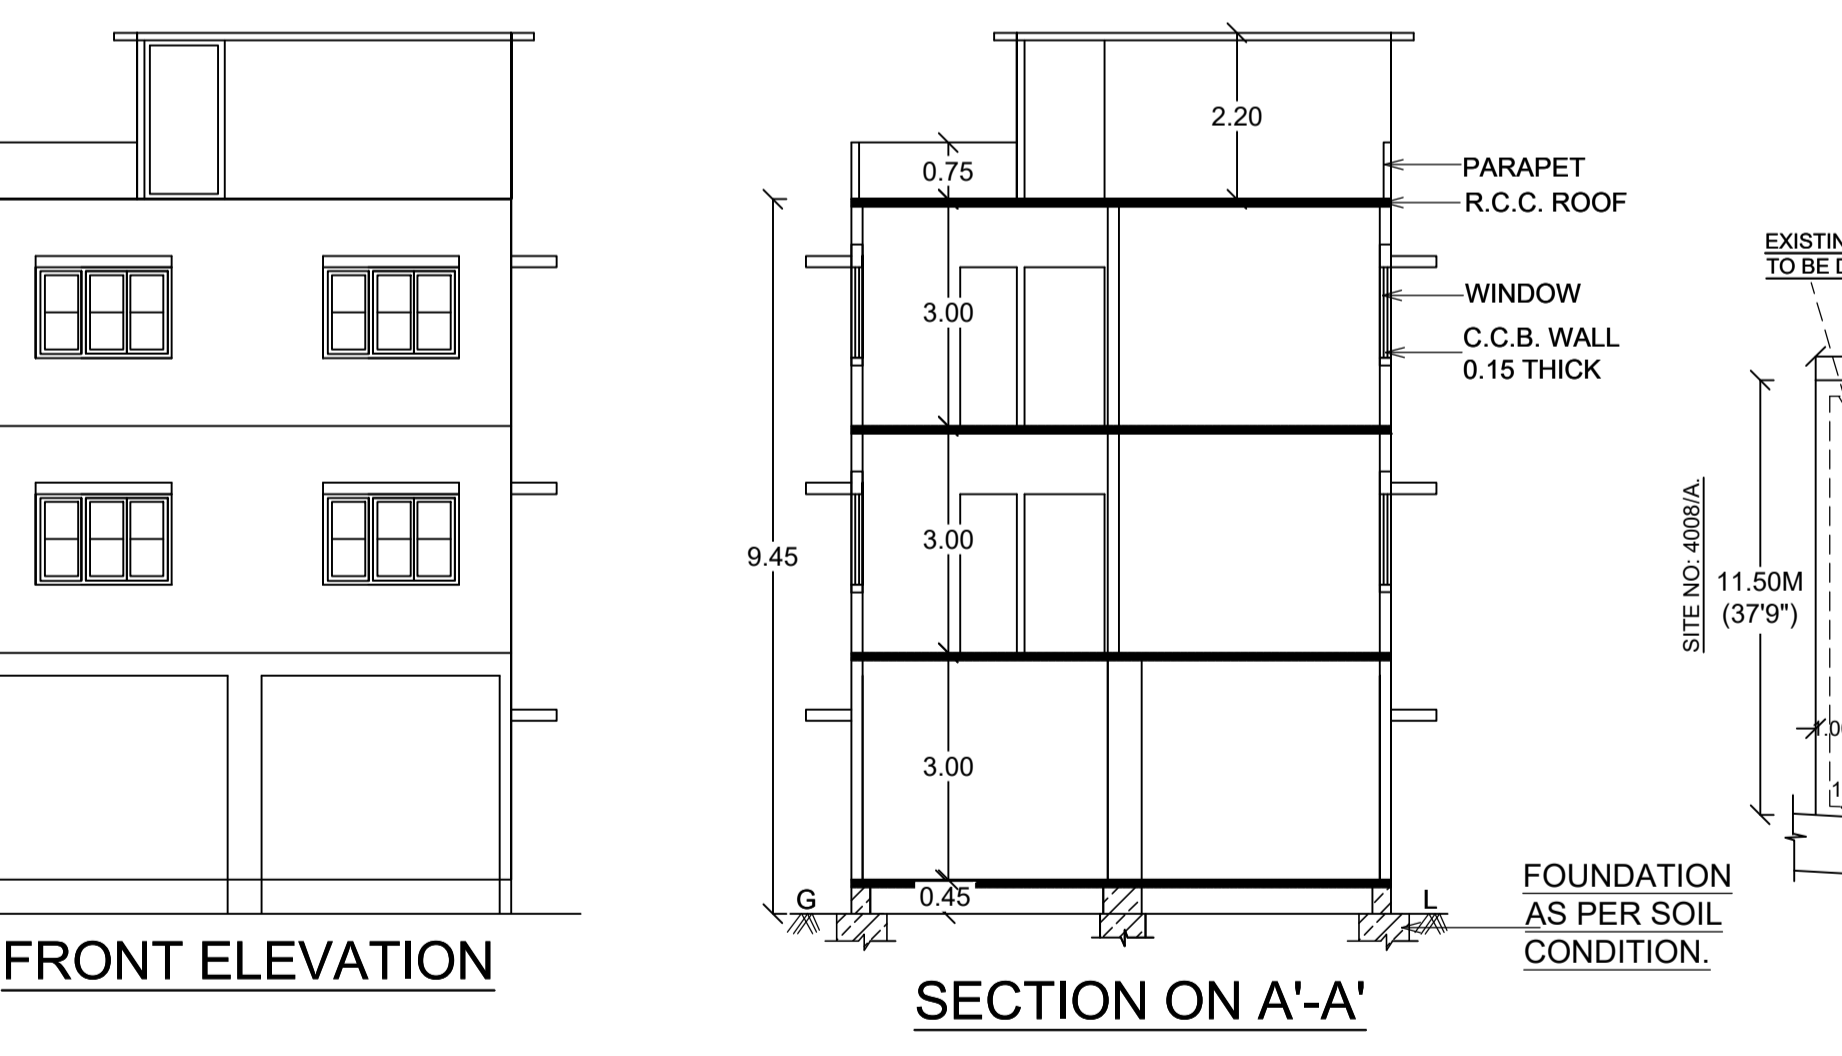 2.20
0.75
PARAPET
R.C.C. ROOF
3.00
WINDOW
C.C.B. WALL
0.15 THICK
3.00
9.45
3.00
0.45
G
L
FOUNDATION
AS PER SOIL
CONDITION.
FRONT ELEVATION
SECTION ON A'-A'
TO BE
SITE NO: 4008/A.
11.50M
(37'9")